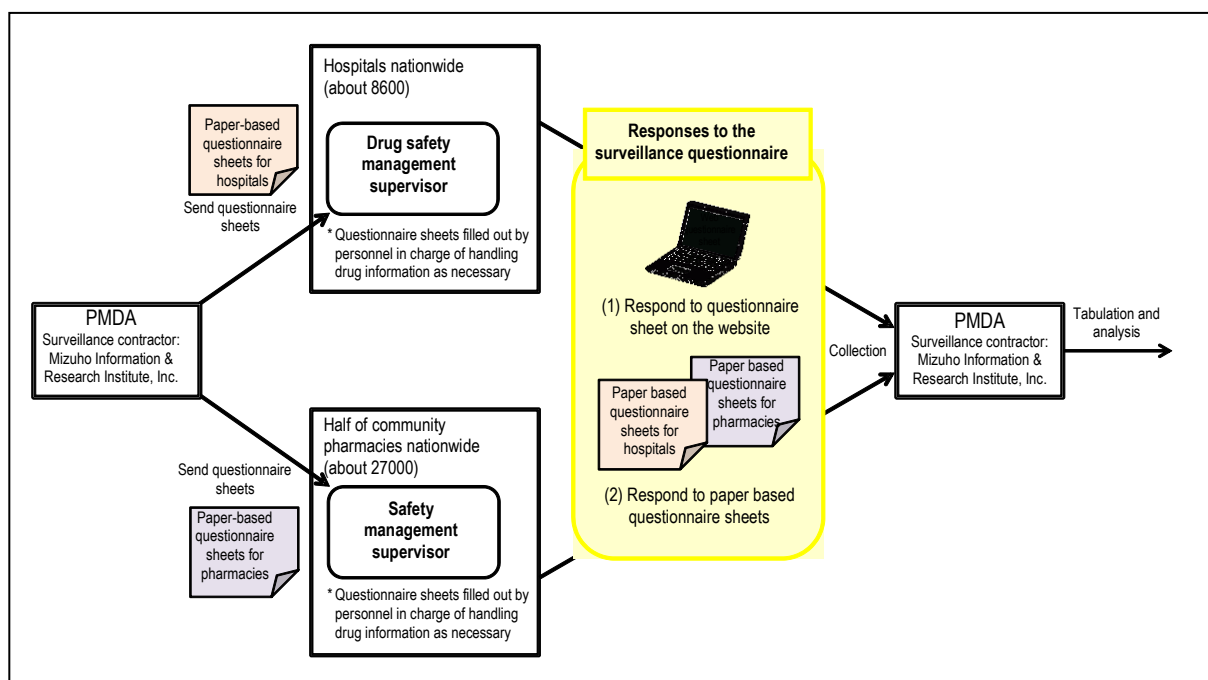 PMDA
Surveillance contractor:
Mizuho Information &
Research Institute, Inc.
Paper-based
questionnaire
sheets for
hospitals
Send questionnaire
sheets
Hospitals nationwide
(about 8600)
Drug safety
management
supervisor
* Questionnaire sheets filled out by
personnel in charge of handling
drug information as necessary
Send questionnaire
sheets
Paper-based
questionnaire
sheets for
pharmacies
Half of community
pharmacies nationwide
(about 27000)
Safety
management
supervisor
* Questionnaire sheets filled out by
personnel in charge of handling
drug information as necessary
Responses to the
surveillance questionnaire
(1) Respond to questionnaire
sheet on the website
Paper based
questionnaire
sheets for
pharmacies
Paper based
questionnaire
sheets for
hospitals
(2) Respond to paper based
questionnaire sheets
Collection
PMDA
Surveillance contractor:
Mizuho Information &
Research Institute, Inc.
Tabulation and
analysis